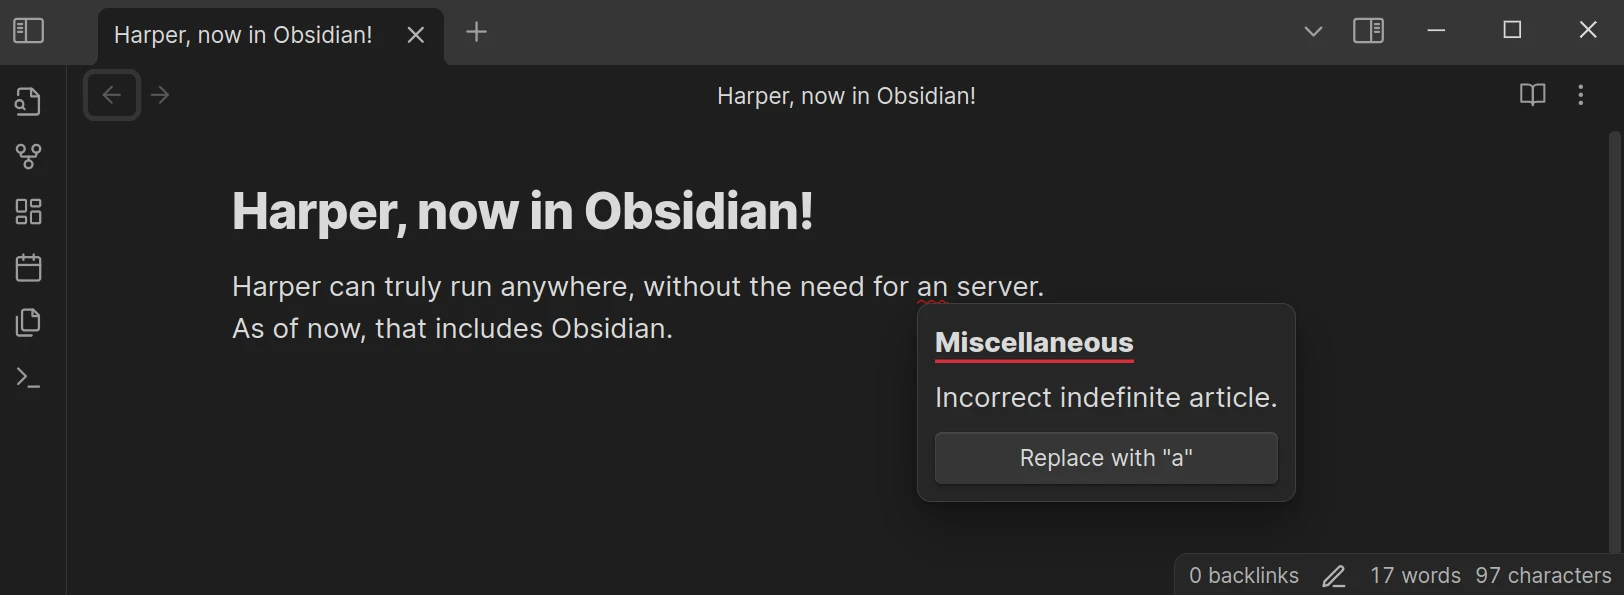 Harper, now in Obsidian!
Harper, now in Obsidian!
Harper, now in Obsidian!
Harper can truly run anywhere, without the need for an server.
As of now, that includes Obsidian.
Miscellaneous
Incorrect indefinite article.
Replace with "a"
0 backlinks 17 words 97 characters